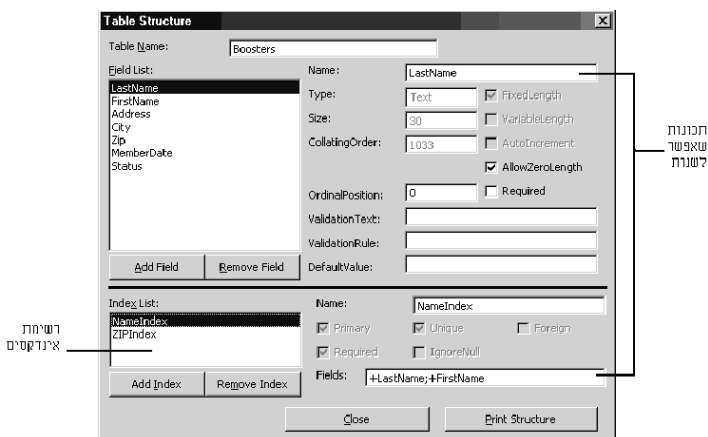 Table Structure
Table Name: Boosters
Field List:
LastName
FirstName
Address
City
Zip
MemberDate
Status
Add Field Remove Field
Name: LastName
Type: Text FixedLength
Size: 30 VariableLength
CollatingOrder: 1033 AutoIncrement
AllowZeroLength
OrdinalPosition: 0 Required
ValidationText:
ValidationRule:
DefaultValue:
תכונות
שאפשר
לשנות
Index List:
NameIndex
ZIPIndex
Add Index Remove Index
רשימת
אינדקסים
Name: NameIndex
Primary Unique Foreign
Required IgnoreNull
Fields: +LastName;+FirstName
Close Print Structure